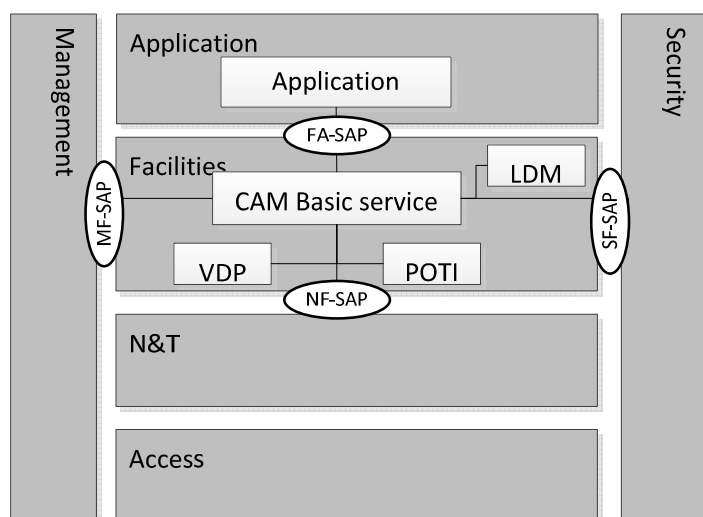 Management
Application
Security
Application
FA-SAP
Facilities
LDM
MF-SAP
CAM Basic service
SF-SAP
VDP
POTI
NF-SAP
N&T
Access